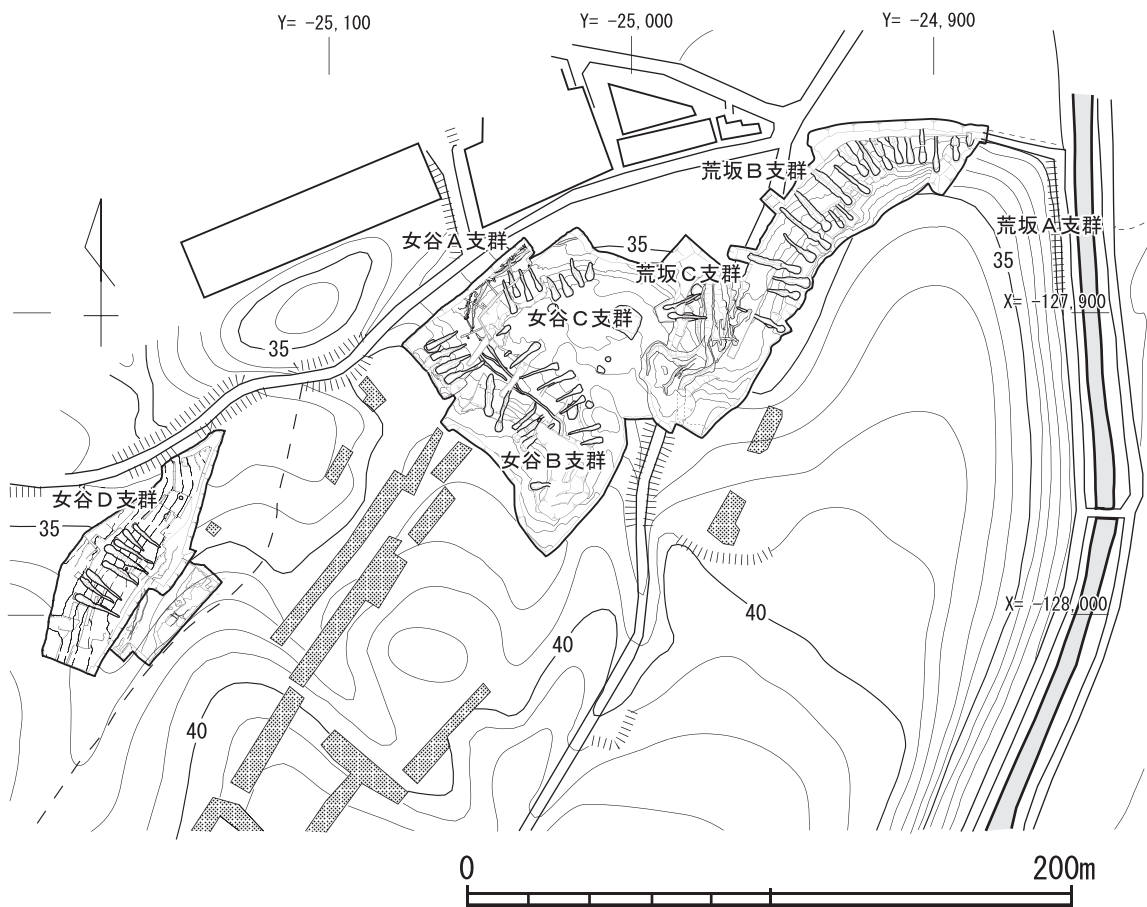 Y= -25,100
Y= -25,000
Y= -24,900
荒坂B支群
荒坂A支群
女谷A支群
35
荒坂C支群
35
X= -127,900
女谷C支群
35
女谷B支群
女谷D支群
35
40
X= -128,000
40
40
0
200m